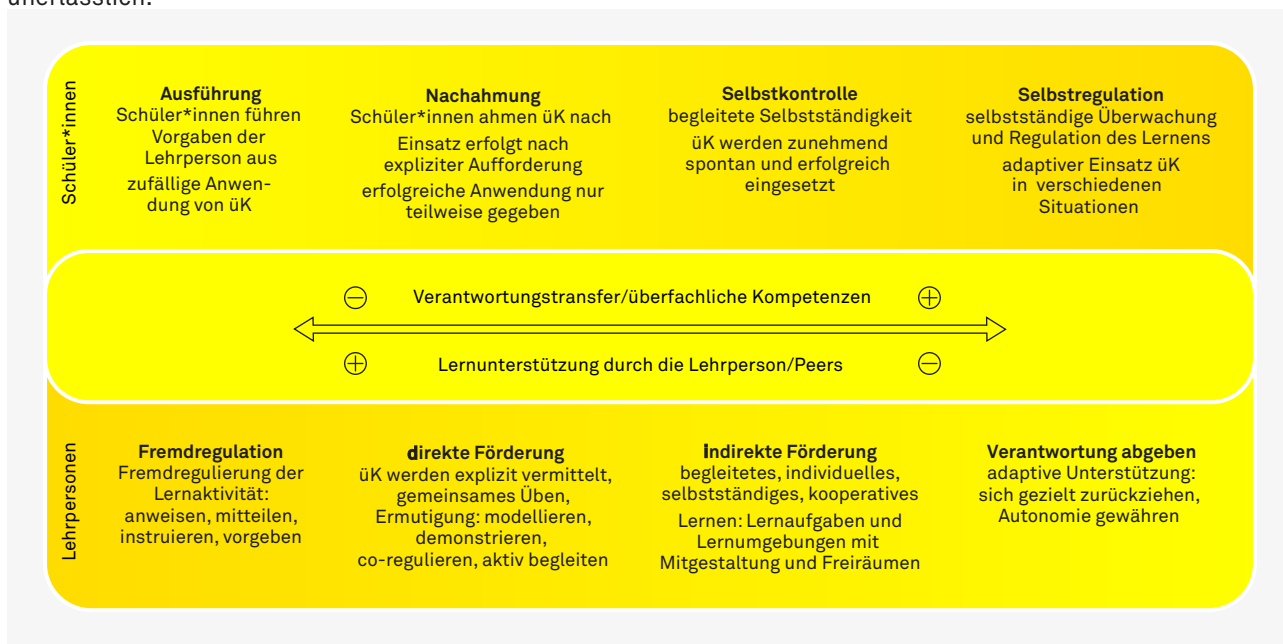 Schüler*innen
Ausführung
Schüler*innen führen
Vorgaben der
Lehrperson aus
zufällige Anwen-
dung von üK
Nachahmung
Schüler*innen ahmen üK nach
Einsatz erfolgt nach
expliziter Aufforderung
erfolgreiche Anwendung nur
teilweise gegeben
Selbstkontrolle
begleitete Selbstständigkeit
üK werden zunehmend
spontan und erfolgreich
eingesetzt
Selbstregulation
selbstständige Überwachung
und Regulation des Lernens
adaptiver Einsatz üK
in verschiedenen
Situationen
⊖ Verantwortungstransfer/überfachliche Kompetenzen ⊕
⊕ Lernunterstützung durch die Lehrperson/Peers ⊖
Lehrpersonen
Fremdregulation
Fremdregulierung der
Lernaktivität:
anweisen, mitteilen,
instruieren, vorgeben
direkte Förderung
üK werden explizit vermittelt,
gemeinsames Üben,
Ermutigung: modellieren,
demonstrieren,
co-regulieren, aktiv begleiten
Indirekte Förderung
begleitetes, individuelles,
selbstständiges, kooperatives
Lernen: Lernaufgaben und
Lernumgebungen mit
Mitgestaltung und Freiräumen
Verantwortung abgeben
adaptive Unterstützung:
sich gezielt zurückziehen,
Autonomie gewähren